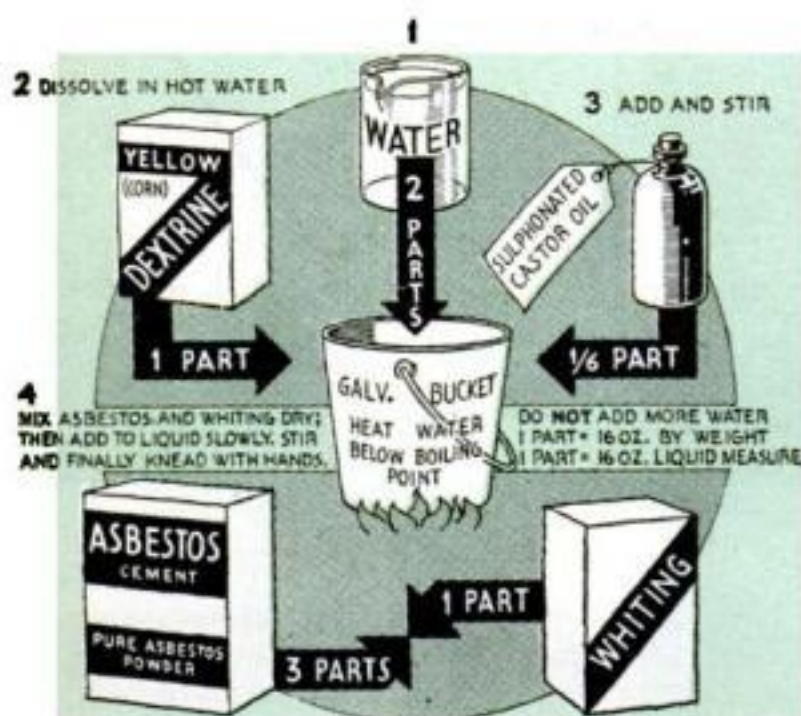 1
2 DISSOLVE IN HOT WATER
3 ADD AND STIR
WATER
2
PARTS
YELLOW
(CORN)
DEXTRINE
1 PART
SULPHONATED
CASTOR OIL
1/6 PART
GALV. BUCKET
HEAT WATER
BELOW BOILING
POINT
4
MIX ASBESTOS AND WHITING DRY;
THEN ADD TO LIQUID SLOWLY. STIR
AND FINALLY KNEAD WITH HANDS.
DO NOT ADD MORE WATER
1 PART = 16 OZ. BY WEIGHT
1 PART = 16 OZ. LIQUID MEASURE
ASBESTOS
CEMENT
PURE ASBESTOS
POWDER
3 PARTS
1 PART
WHITING